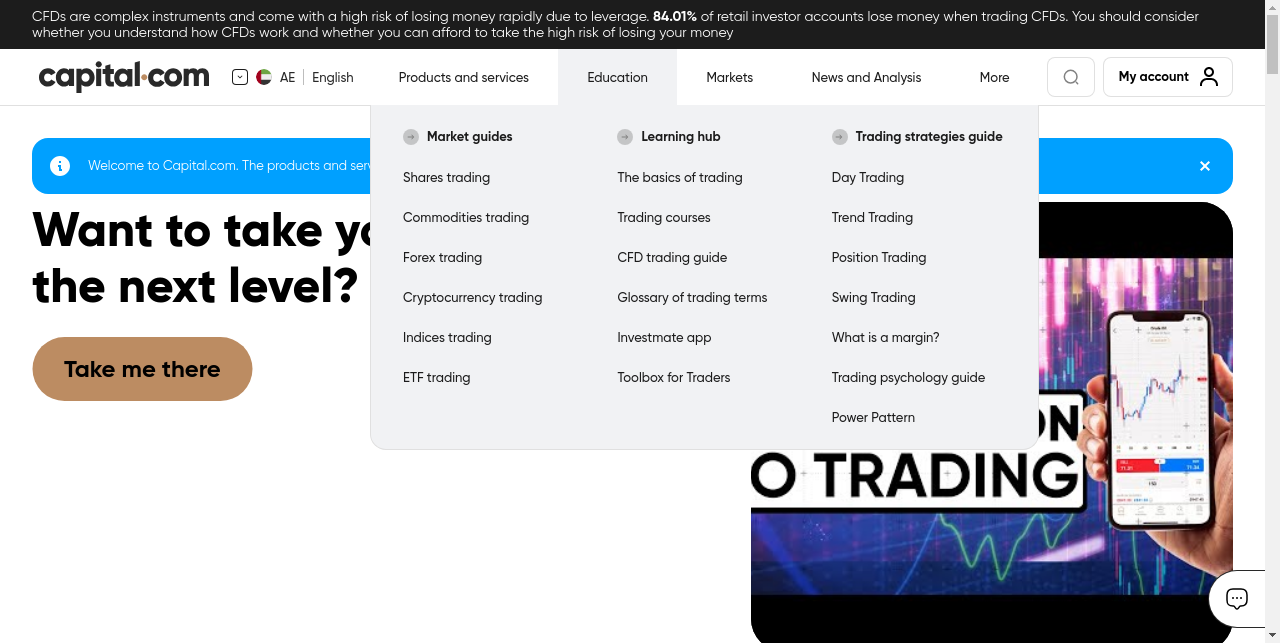 CFDs are complex instruments and come with a high risk of losing money rapidly due to leverage. 84.01% of retail investor accounts lose money when trading CFDs. You should consider
whether you understand how CFDs work and whether you can afford to take the high risk of losing your money
capital.com
AE English
Products and services
Education
Markets
News and Analysis
More
My account
Market guides
Shares trading
Commodities trading
Forex trading
Cryptocurrency trading
Indices trading
ETF trading
Learning hub
The basics of trading
Trading courses
CFD trading guide
Glossary of trading terms
Investmate app
Toolbox for Traders
Trading strategies guide
Day Trading
Trend Trading
Position Trading
Swing Trading
What is a margin?
Trading psychology guide
Power Pattern
Welcome to Capital.com. The products and
Want to take
the next level?
Take me there
O TRADING